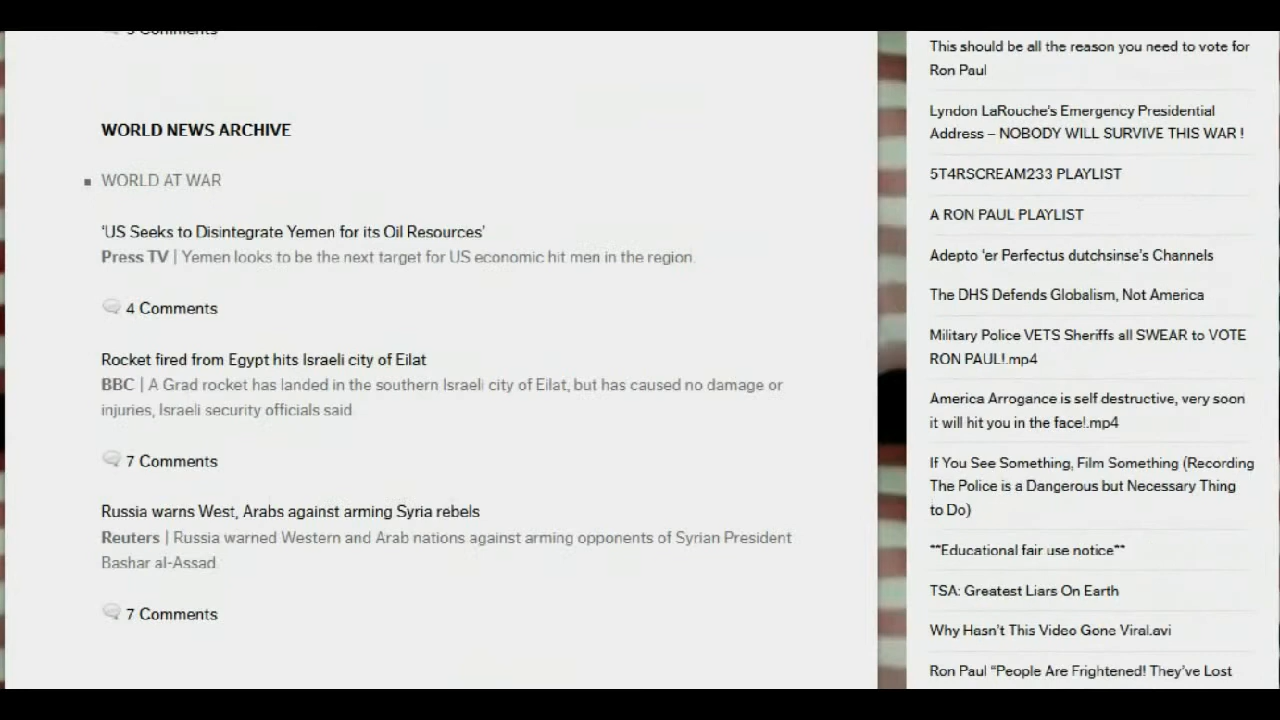 5 Comments
WORLD NEWS ARCHIVE
WORLD AT WAR
‘US Seeks to Disintegrate Yemen for its Oil Resources’
Press TV | Yemen looks to be the next target for US economic hit men in the region.
4 Comments
Rocket fired from Egypt hits Israeli city of Eilat
BBC | A Grad rocket has landed in the southern Israeli city of Eilat, but has caused no damage or
injuries, Israeli security officials said
7 Comments
Russia warns West, Arabs against arming Syria rebels
Reuters | Russia warned Western and Arab nations against arming opponents of Syrian President
Bashar al-Assad
7 Comments
This should be all the reason you need to vote for
Ron Paul
Lyndon LaRouche's Emergency Presidential
Address – NOBODY WILL SURVIVE THIS WAR !
5T4RSCREAM233 PLAYLIST
A RON PAUL PLAYLIST
Adepto 'er Perfectus dutchsinse's Channels
The DHS Defends Globalism, Not America
Military Police VETS Sheriffs all SWEAR to VOTE
RON PAUL!.mp4
America Arrogance is self destructive, very soon
it will hit you in the face!.mp4
If You See Something, Film Something (Recording
The Police is a Dangerous but Necessary Thing
to Do)
**Educational fair use notice**
TSA: Greatest Liars On Earth
Why Hasn't This Video Gone Viral.avi
Ron Paul “People Are Frightened! They've Lost